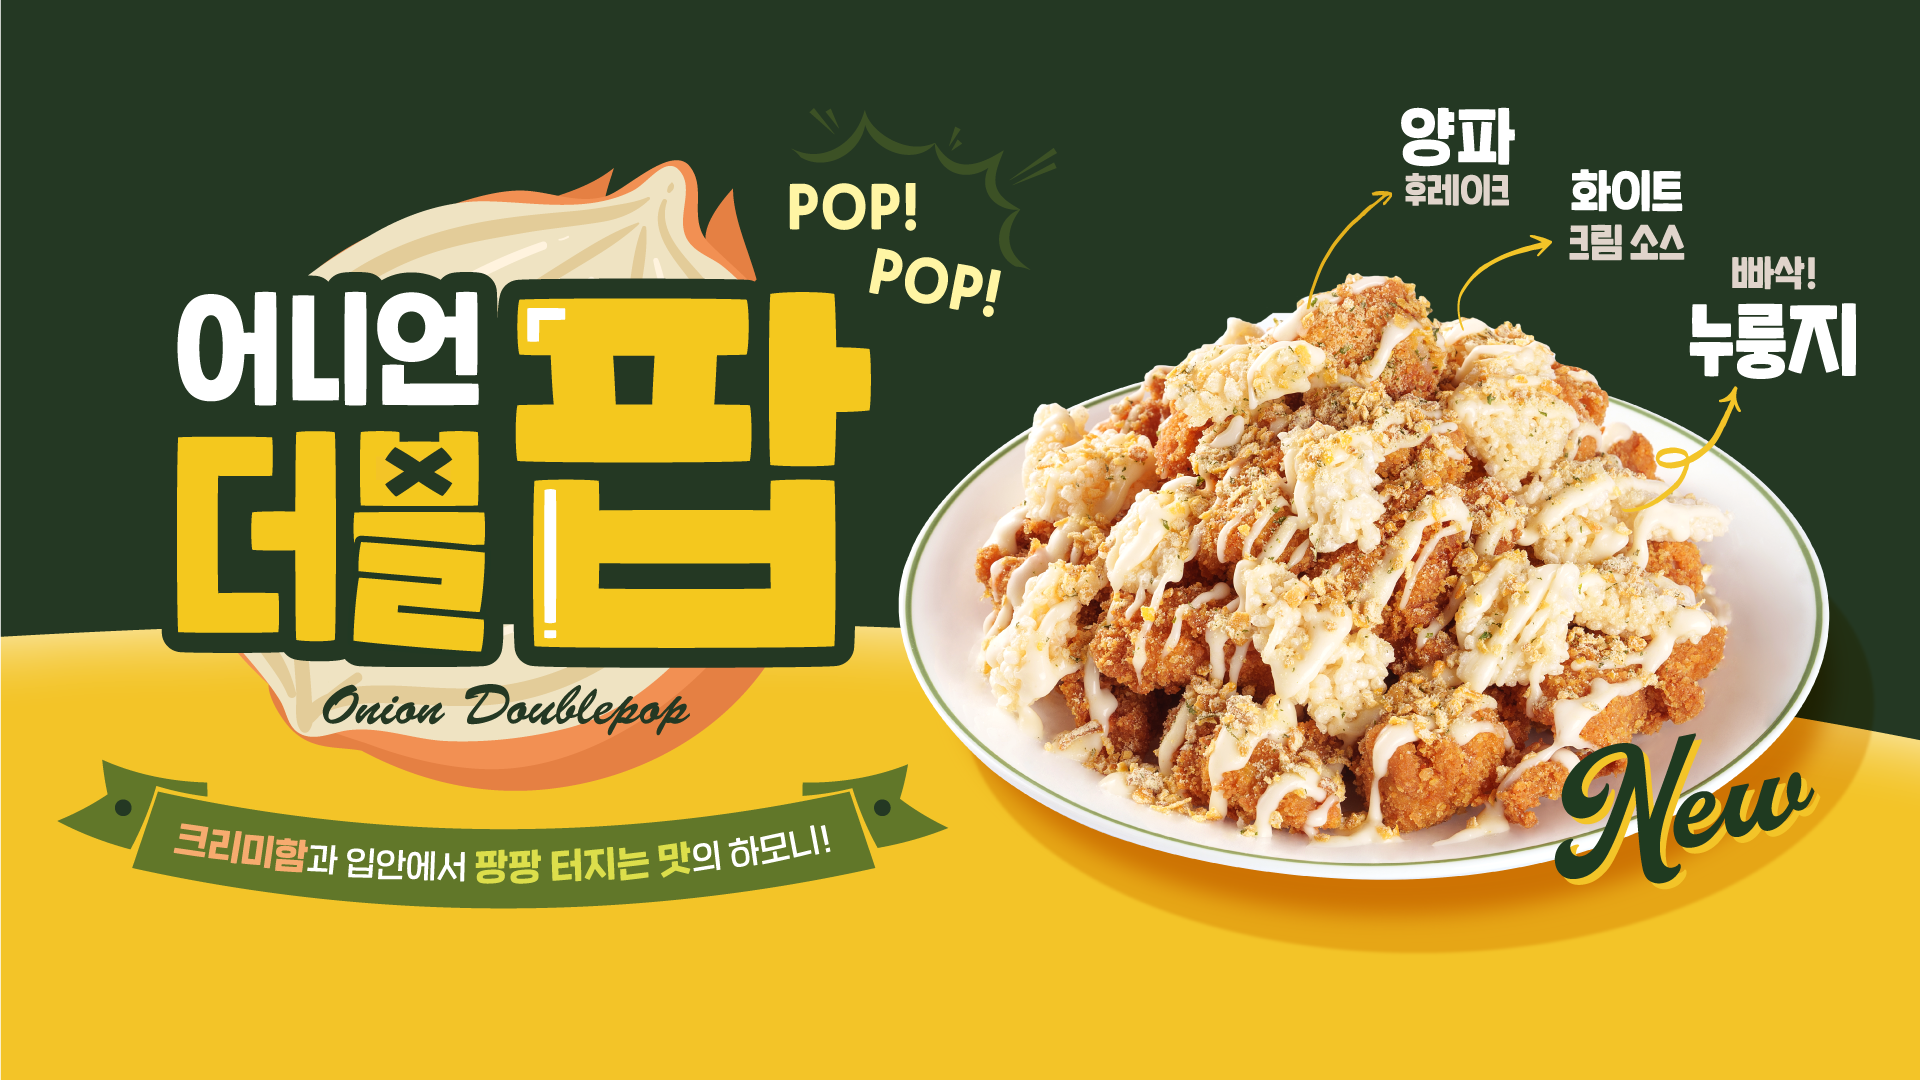 POP!
POP!
어니언
더블
팝
Onion Doublepop
크리미함과 입안에서 팡팡 터지는 맛의 하모니!
양파
후레이크
화이트
크림 소스
빠삭!
누룽지
New